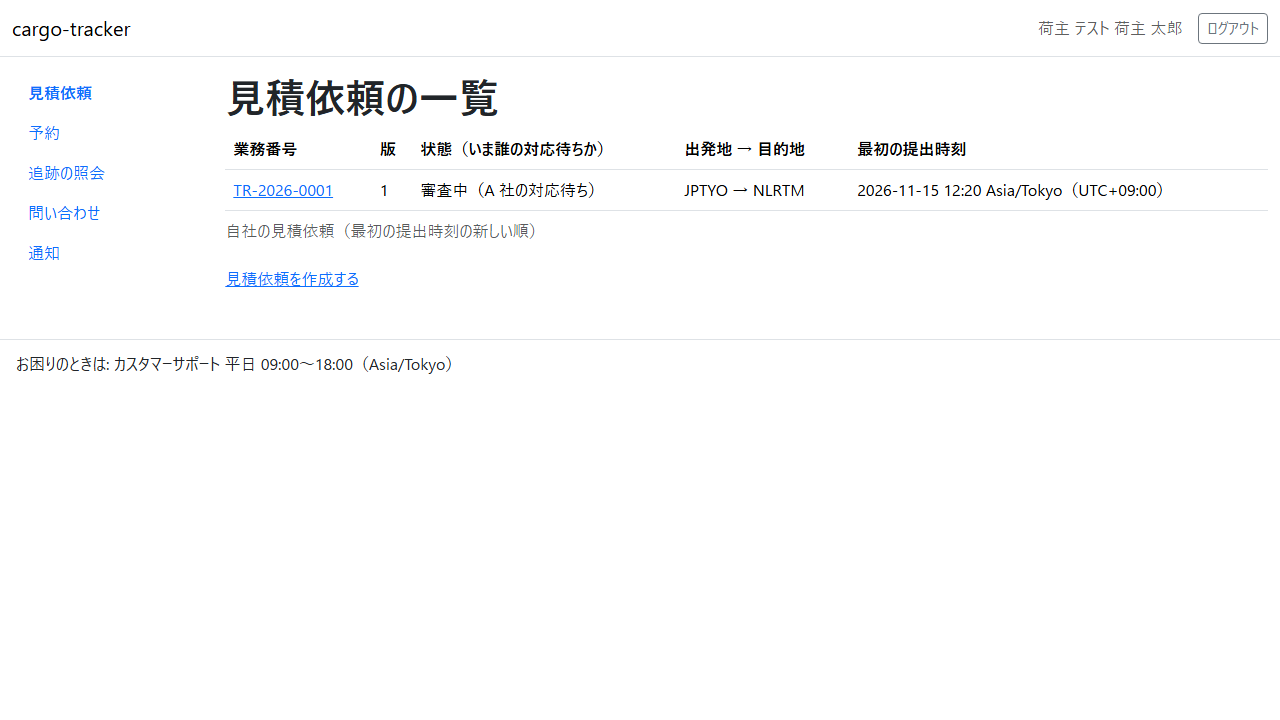 cargo-tracker
荷主 テスト 荷主 太郎 ログアウト
見積依頼
予約
追跡の照会
問い合わせ
通知
見積依頼の一覧
業務番号 版 状態（いま誰の対応待ちか） 出発地 → 目的地 最初の提出時刻
TR-2026-0001 1 審査中（A 社の対応待ち） JPTYO → NLRTM 2026-11-15 12:20 Asia/Tokyo（UTC+09:00）
自社の見積依頼（最初の提出時刻の新しい順）
見積依頼を作成する
お困りのときは: カスタマーサポート 平日 09:00～18:00（Asia/Tokyo）